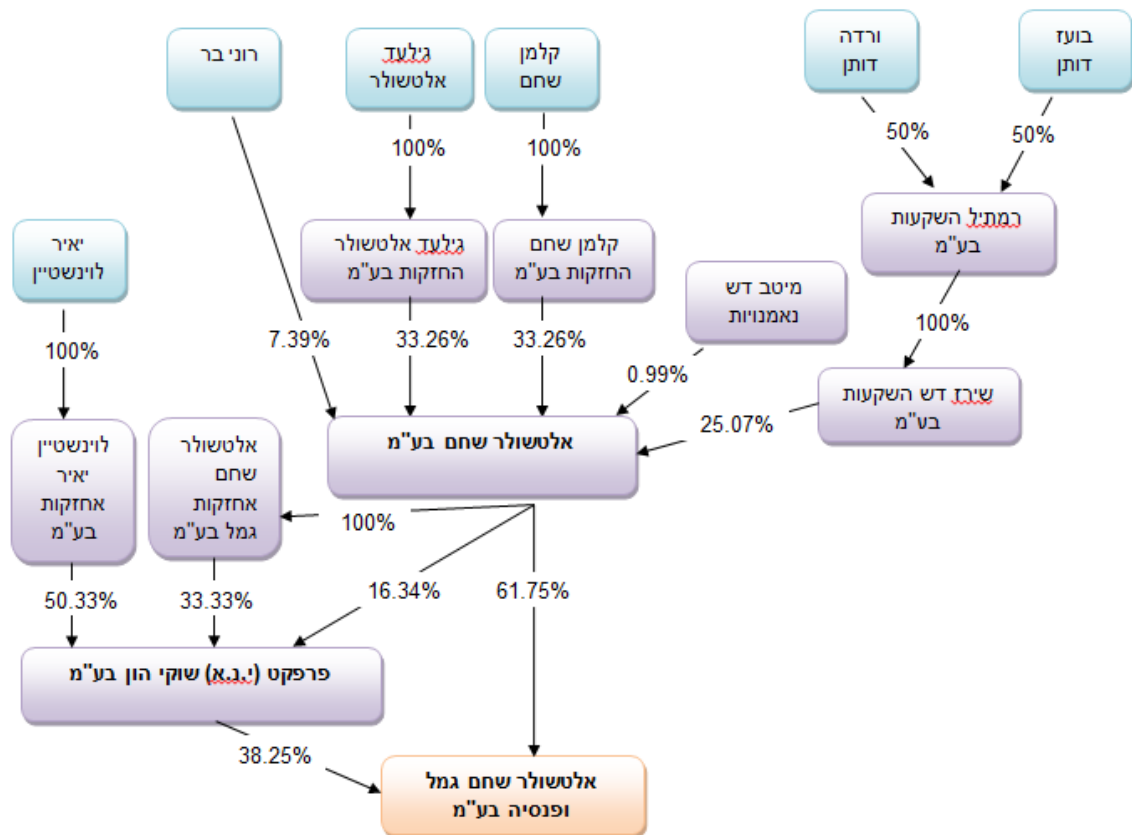 רוני בר
גילעד
אלטשולר
קלמן
שחם
ורדה
דותן
בועז
דותן
100%
100%
50%
50%
יאיר
לוינשטיין
גילעד אלטשולר
החזקות בע"מ
קלמן שחם
החזקות בע"מ
מיטב דש
נאמנויות
רמתיל השקעות
בע"מ
100%
7.39%
33.26%
33.26%
0.99%
100%
שירז דש השקעות
בע"מ
25.07%
לוינשטיין
יאיר
אחזקות
בע"מ
אלטשולר
שחם
אחזקות
גמל בע"מ
אלטשולר שחם בע"מ
100%
50.33%
33.33%
16.34%
61.75%
פרפקט (י.נ.א) שוקי הון בע"מ
38.25%
אלטשולר שחם גמל
ופנסיה בע"מ